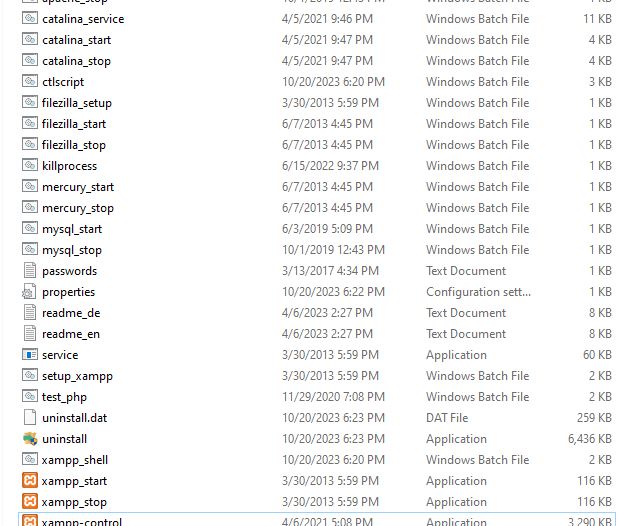 apache_stop 10/1/2019 12:43 PM Windows Batch File 1 KB
catalina_service 4/5/2021 9:46 PM Windows Batch File 11 KB
catalina_start 4/5/2021 9:47 PM Windows Batch File 4 KB
catalina_stop 4/5/2021 9:47 PM Windows Batch File 4 KB
ctlscript 10/20/2023 6:20 PM Windows Batch File 3 KB
filezilla_setup 3/30/2013 5:59 PM Windows Batch File 1 KB
filezilla_start 6/7/2013 4:45 PM Windows Batch File 1 KB
filezilla_stop 6/7/2013 4:45 PM Windows Batch File 1 KB
killprocess 6/15/2022 9:37 PM Windows Batch File 1 KB
mercury_start 6/7/2013 4:45 PM Windows Batch File 1 KB
mercury_stop 6/7/2013 4:45 PM Windows Batch File 1 KB
mysql_start 6/3/2019 5:09 PM Windows Batch File 1 KB
mysql_stop 10/1/2019 12:43 PM Windows Batch File 1 KB
passwords 3/13/2017 4:34 PM Text Document 1 KB
properties 10/20/2023 6:22 PM Configuration sett... 1 KB
readme_de 4/6/2023 2:27 PM Text Document 8 KB
readme_en 4/6/2023 2:27 PM Text Document 8 KB
service 3/30/2013 5:59 PM Application 60 KB
setup_xampp 3/30/2013 5:59 PM Windows Batch File 2 KB
test_php 11/29/2020 7:08 PM Windows Batch File 2 KB
uninstall.dat 10/20/2023 6:23 PM DAT File 259 KB
uninstall 10/20/2023 6:23 PM Application 6,436 KB
xampp_shell 10/20/2023 6:20 PM Windows Batch File 2 KB
xampp_start 3/30/2013 5:59 PM Application 116 KB
xampp_stop 3/30/2013 5:59 PM Application 116 KB
xampp-control 4/6/2021 5:08 PM Application 3,290 KB